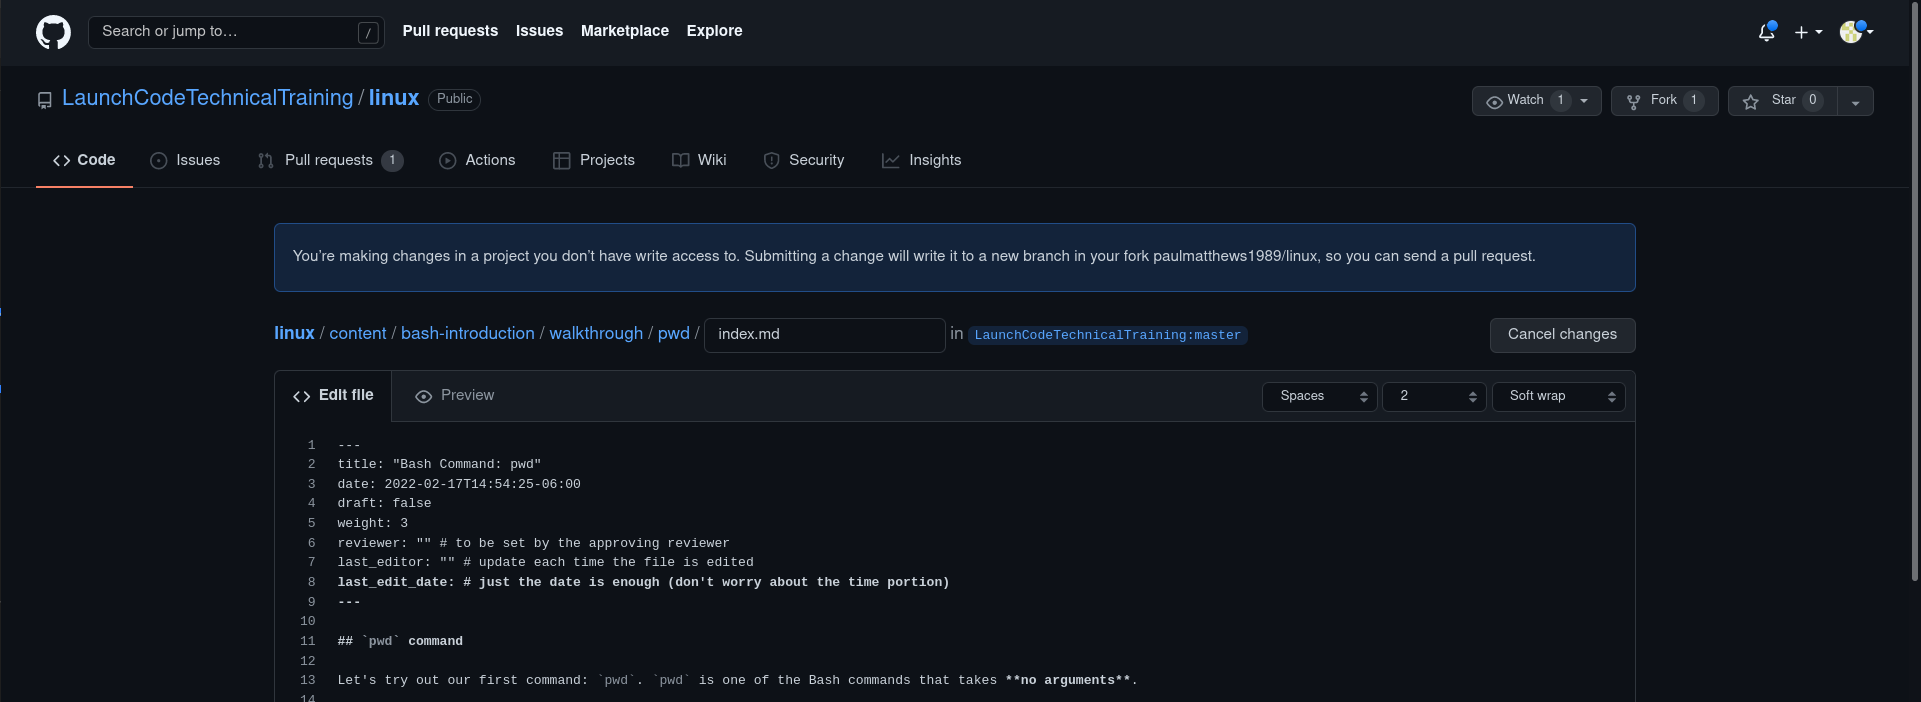 Search or jump to… /
Pull requests Issues Marketplace Explore
LaunchCodeTechnicalTraining / linux Public
Watch 1 Fork 1 Star 0
Code Issues Pull requests 1 Actions Projects Wiki Security Insights
You're making changes in a project you don't have write access to. Submitting a change will write it to a new branch in your fork paulmatthews1989/linux, so you can send a pull request.
linux / content / bash-introduction / walkthrough / pwd / index.md in LaunchCodeTechnicalTraining:master Cancel changes
Edit file Preview Spaces 2 Soft wrap
1 ---
2 title: "Bash Command: pwd"
3 date: 2022-02-17T14:54:25-06:00
4 draft: false
5 weight: 3
6 reviewer: "" # to be set by the approving reviewer
7 last_editor: "" # update each time the file is edited
8 last_edit_date: # just the date is enough (don't worry about the time portion)
9 ---
10
11 ## `pwd` command
12
13 Let's try out our first command: `pwd`. `pwd` is one of the Bash commands that takes **no arguments**.
14